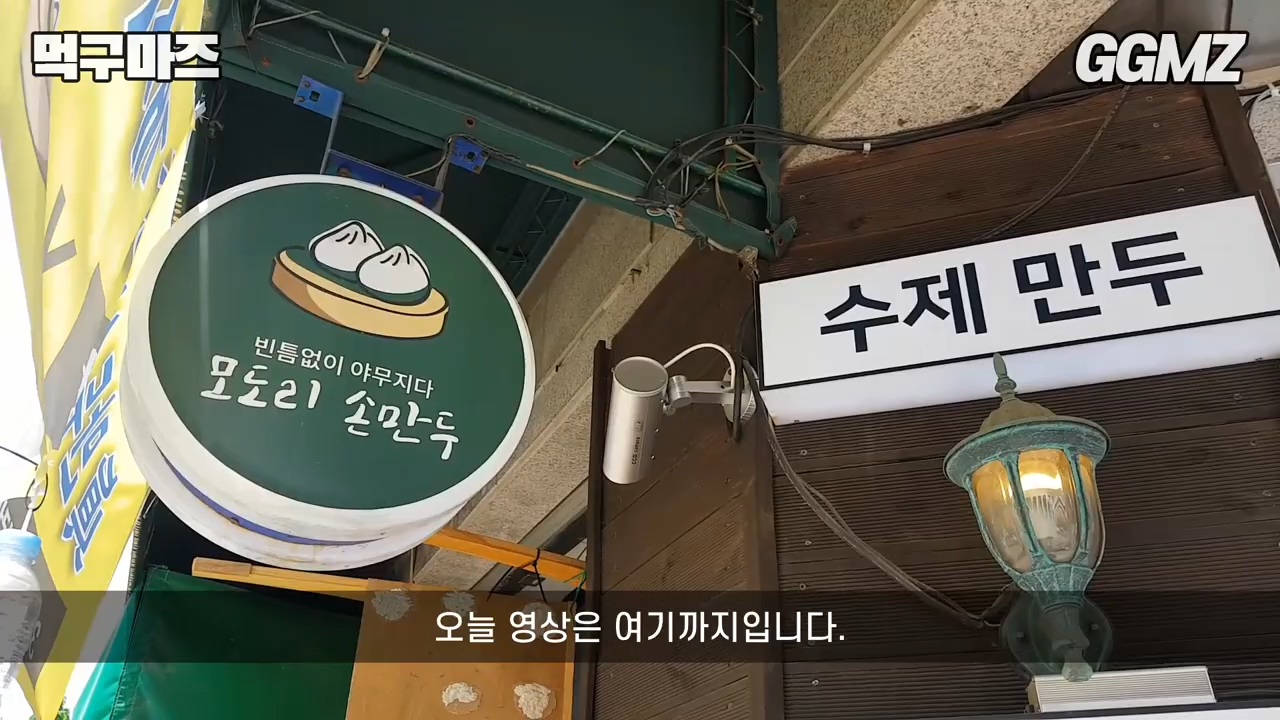 먹구마즈
GGMZ
빈틈없이 야무지다
모도리 손만두
수제 만두
오늘 영상은 여기까지입니다.